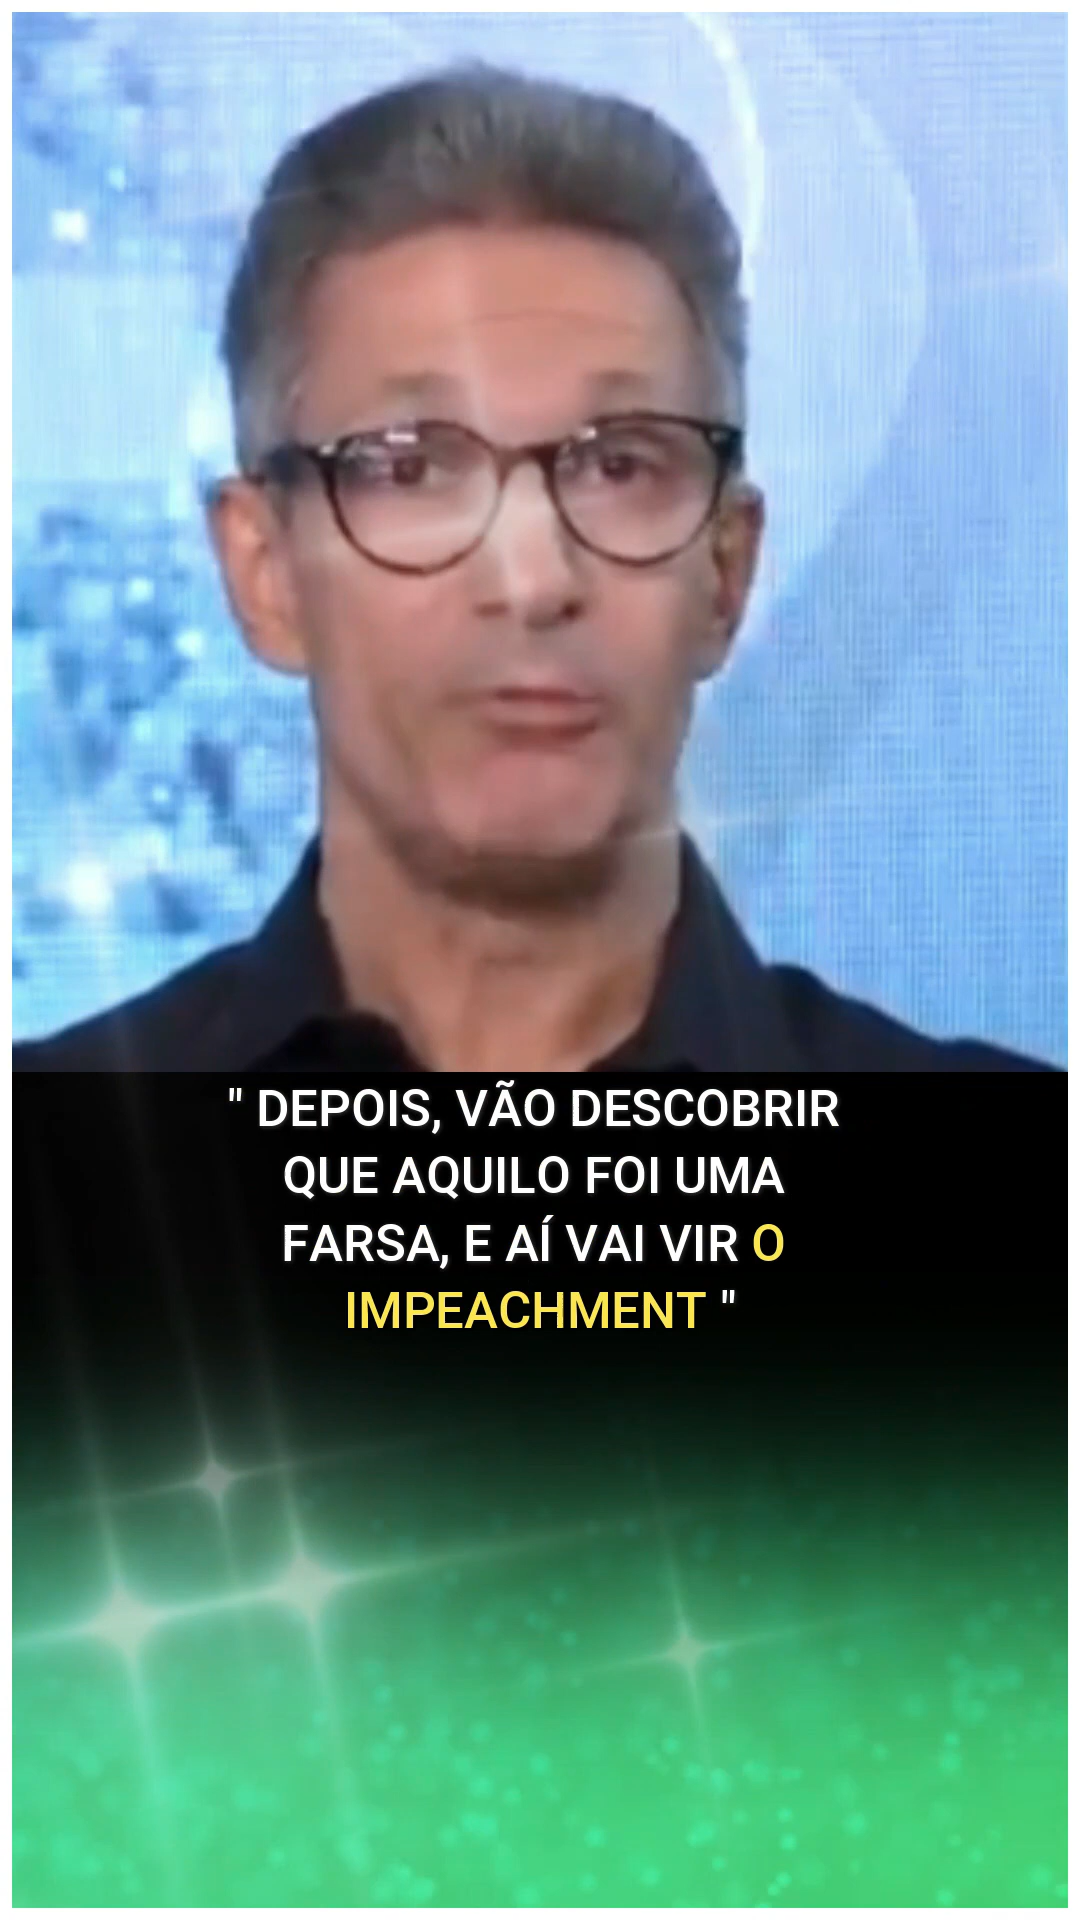 " DEPOIS, VÃO DESCOBRIR
QUE AQUILO FOI UMA
FARSA, E AÍ VAI VIR O
IMPEACHMENT "